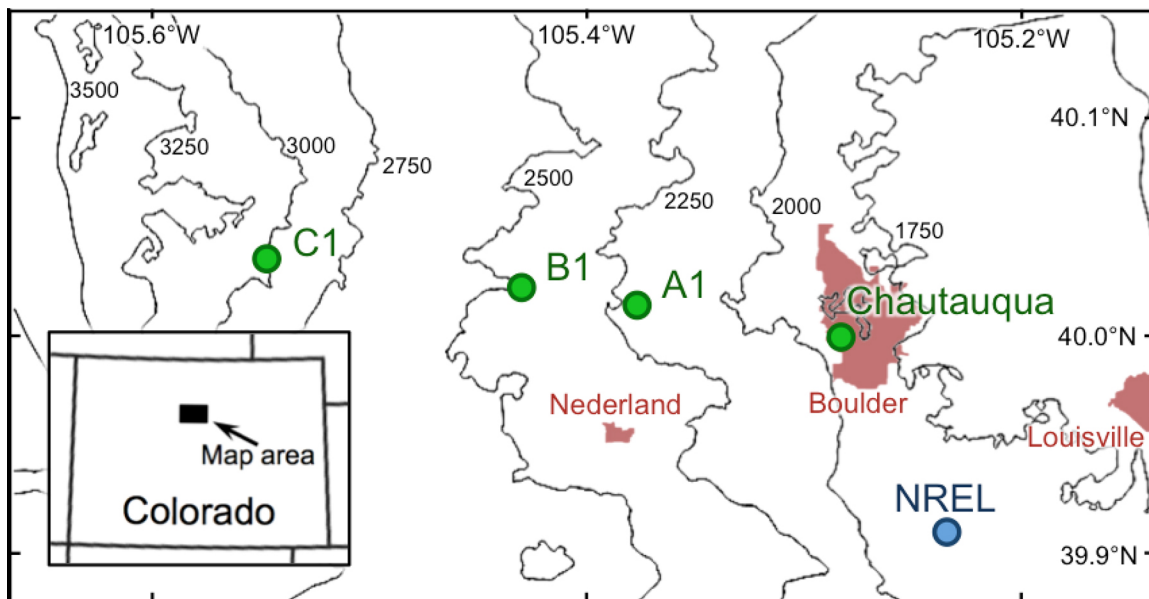 105.6°W
105.4°W
105.2°W
3500
40.1°N
3250
3000
2750
2500
2250
2000
1750
C1
B1
A1
Chautauqua
40.0°N
Nederland
Boulder
Louisville
Map area
Colorado
NREL
39.9°N